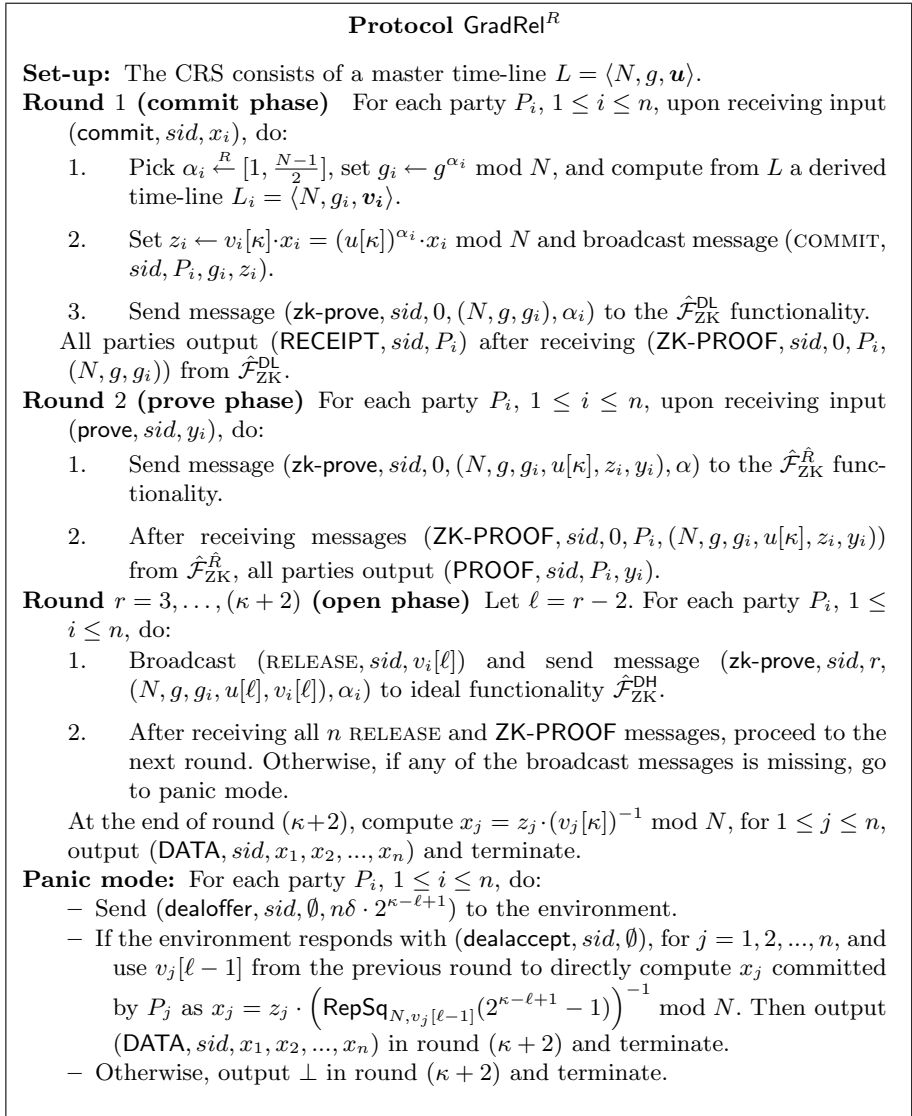 Protocol GradRel^R
Set-up: The CRS consists of a master time-line L = ⟨N, g, u⟩.
Round 1 (commit phase) For each party P_i, 1 ≤ i ≤ n, upon receiving input
(commit, sid, x_i), do:
1. Pick α_i ←^R [1, (N−1)/2], set g_i ← g^{α_i} mod N, and compute from L a derived
time-line L_i = ⟨N, g_i, v_i⟩.
2. Set z_i ← v_i[κ]·x_i = (u[κ])^{α_i}·x_i mod N and broadcast message (COMMIT,
sid, P_i, g_i, z_i).
3. Send message (zk-prove, sid, 0, (N, g, g_i), α_i) to the F̂_ZK^DL functionality.
All parties output (RECEIPT, sid, P_i) after receiving (ZK-PROOF, sid, 0, P_i,
(N, g, g_i)) from F̂_ZK^DL.
Round 2 (prove phase) For each party P_i, 1 ≤ i ≤ n, upon receiving input
(prove, sid, y_i), do:
1. Send message (zk-prove, sid, 0, (N, g, g_i, u[κ], z_i, y_i), α) to the F̂_ZK^R̂ func-
tionality.
2. After receiving messages (ZK-PROOF, sid, 0, P_i, (N, g, g_i, u[κ], z_i, y_i))
from F̂_ZK^R̂, all parties output (PROOF, sid, P_i, y_i).
Round r = 3, . . . , (κ + 2) (open phase) Let ℓ = r − 2. For each party P_i, 1 ≤
i ≤ n, do:
1. Broadcast (RELEASE, sid, v_i[ℓ]) and send message (zk-prove, sid, r,
(N, g, g_i, u[ℓ], v_i[ℓ]), α_i) to ideal functionality F̂_ZK^DH.
2. After receiving all n RELEASE and ZK-PROOF messages, proceed to the
next round. Otherwise, if any of the broadcast messages is missing, go
to panic mode.
At the end of round (κ+2), compute x_j = z_j·(v_j[κ])^{−1} mod N, for 1 ≤ j ≤ n,
output (DATA, sid, x_1, x_2, ..., x_n) and terminate.
Panic mode: For each party P_i, 1 ≤ i ≤ n, do:
– Send (dealoffer, sid, ∅, nδ · 2^{κ−ℓ+1}) to the environment.
– If the environment responds with (dealaccept, sid, ∅), for j = 1, 2, ..., n, and
use v_j[ℓ − 1] from the previous round to directly compute x_j committed
by P_j as x_j = z_j · (RepSq_{N,v_j[ℓ−1]}(2^{κ−ℓ+1} − 1))^{−1} mod N. Then output
(DATA, sid, x_1, x_2, ..., x_n) in round (κ + 2) and terminate.
– Otherwise, output ⊥ in round (κ + 2) and terminate.